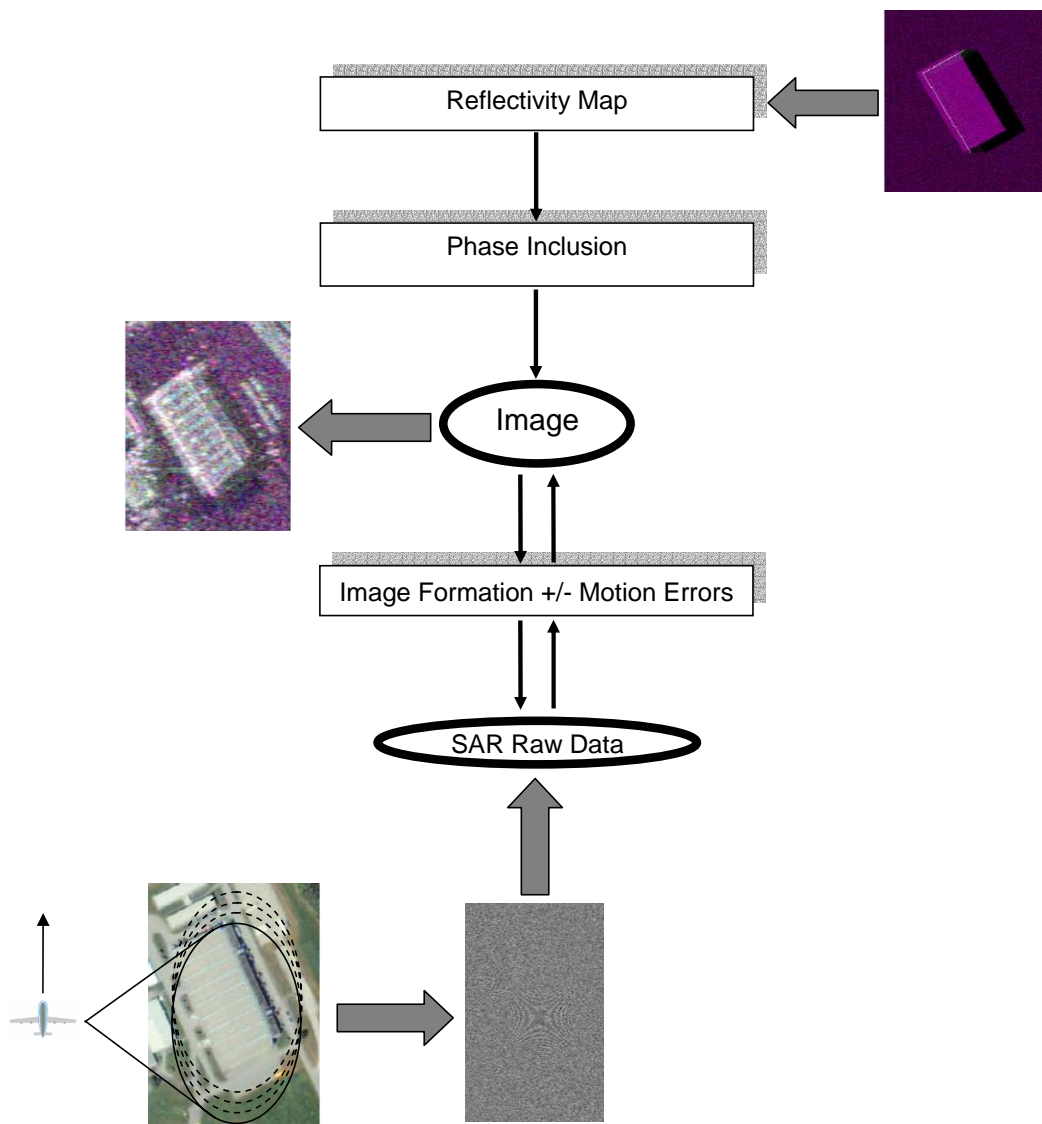 Reflectivity Map
Phase Inclusion
Image
Image Formation +/- Motion Errors
SAR Raw Data